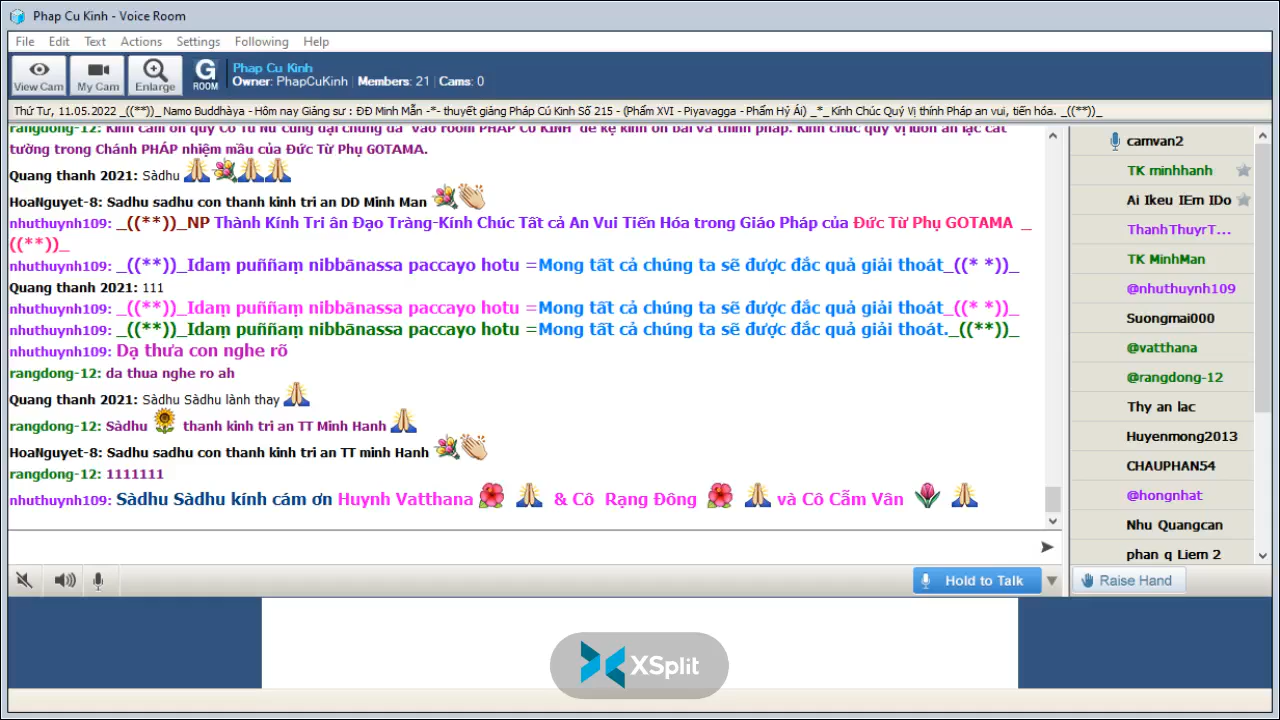 Phap Cu Kinh - Voice Room
File Edit Text Actions Settings Following Help
View Cam My Cam Enlarge G ROOM
Phap Cu Kinh
Owner: PhapCuKinh | Members: 21 | Cams: 0
Thứ Tư, 11.05.2022 _((**))_ Namo Buddhàya - Hôm nay Giảng sư : ĐĐ Minh Mẫn -*- thuyết giảng Pháp Cú Kinh Số 215 - (Phẩm XVI - Piyavagga - Phẩm Hỷ Ái) _*_ Kính Chúc Quý Vị thính Pháp an vui, tiến hóa. _((**))_
tường trong Chánh PHÁP nhiệm mầu của Đức Từ Phụ GOTAMA.
Quang thanh 2021: Sàdhu
HoaNguyet-8: Sadhu sadhu con thanh kinh tri an DD Minh Man
nhuthuynh109: _((**))_NP Thành Kính Tri ân Đạo Tràng-Kính Chúc Tất cả An Vui Tiến Hóa trong Giáo Pháp của Đức Từ Phụ GOTAMA _
((**))_
nhuthuynh109: _((**))_Idaṃ puññaṃ nibbānassa paccayo hotu =Mong tất cả chúng ta sẽ được đắc quả giải thoát_((* *))_
Quang thanh 2021: 111
nhuthuynh109: _((**))_Idaṃ puññaṃ nibbānassa paccayo hotu =Mong tất cả chúng ta sẽ được đắc quả giải thoát_((* *))_
nhuthuynh109: _((**))_Idaṃ puññaṃ nibbānassa paccayo hotu =Mong tất cả chúng ta sẽ được đắc quả giải thoát._((**))_
nhuthuynh109: Dạ thưa con nghe rõ
rangdong-12: da thua nghe ro ah
Quang thanh 2021: Sàdhu Sàdhu lành thay
rangdong-12: Sàdhu thanh kinh tri an TT Minh Hanh
HoaNguyet-8: Sadhu sadhu con thanh kinh tri an TT minh Hanh
rangdong-12: 1111111
nhuthuynh109: Sàdhu Sàdhu kính cám ơn Huynh Vatthana & Cô Rạng Đông và Cô Cẩm Vân
camvan2
TK minhhanh
Ai Ikeu IEm IDo
ThanhThuyrT...
TK MinhMan
@nhuthuynh109
Suongmai000
@vatthana
@rangdong-12
Thy an lac
Huyenmong2013
CHAUPHAN54
@hongnhat
Nhu Quangcan
phan q Liem 2
Hold to Talk
Raise Hand
XSplit